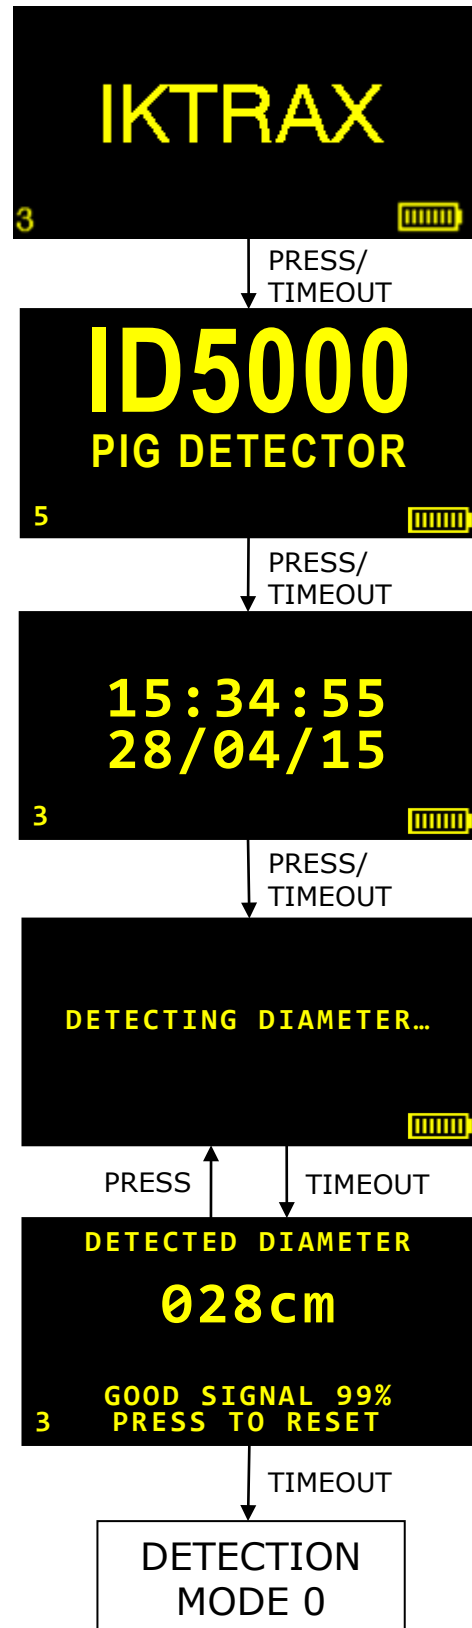 IKTRAX
3
PRESS/
TIMEOUT
ID5000
PIG DETECTOR
5
PRESS/
TIMEOUT
15:34:55
28/04/15
3
PRESS/
TIMEOUT
DETECTING DIAMETER…
PRESS
TIMEOUT
DETECTED DIAMETER
028cm
GOOD SIGNAL 99%
3 PRESS TO RESET
TIMEOUT
DETECTION
MODE 0